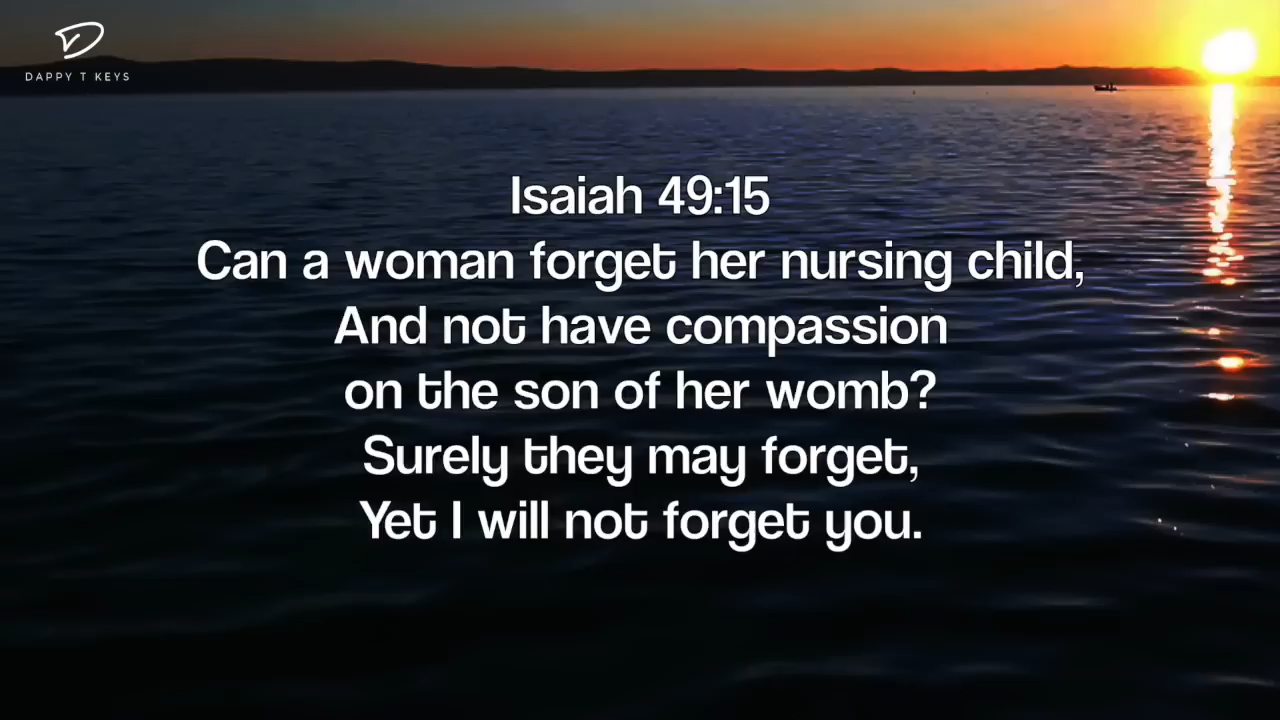 DAPPY T KEYS
Isaiah 49:15
Can a woman forget her nursing child,
And not have compassion
on the son of her womb?
Surely they may forget,
Yet I will not forget you.